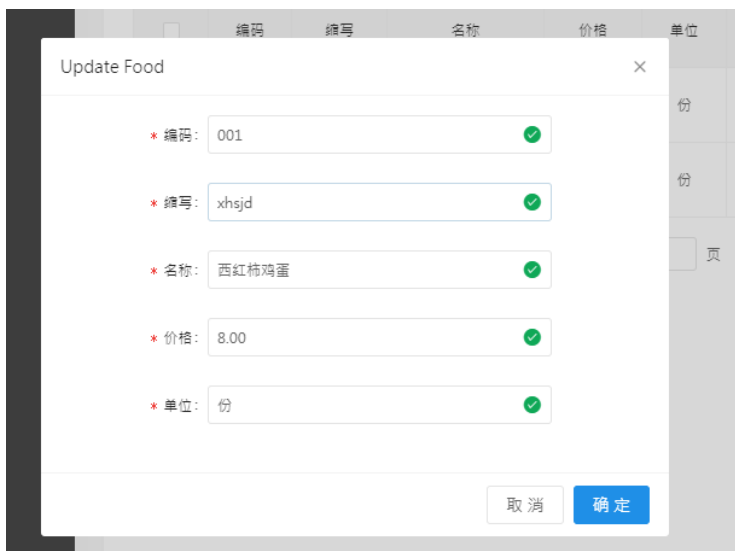 编码 缩写 名称 价格 单位
Update Food
份
* 编码: 001
份
* 缩写: xhsjd
页
* 名称: 西红柿鸡蛋
* 价格: 8.00
* 单位: 份
取 消 确 定